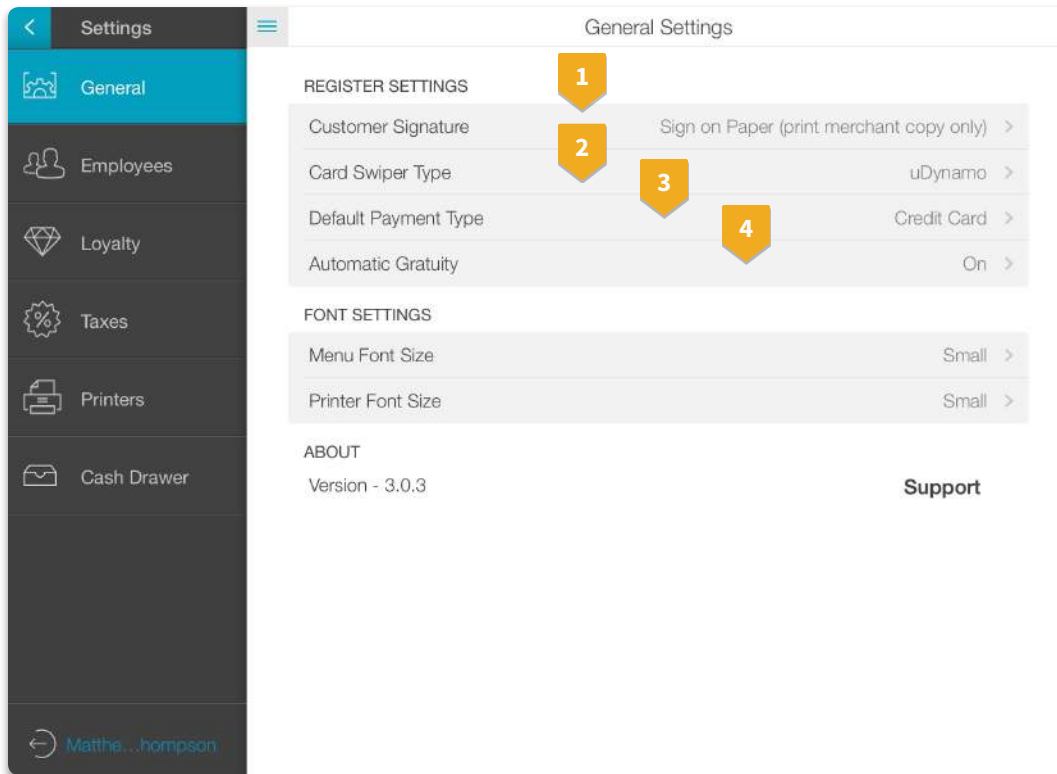 Settings
General Settings
General
Employees
Loyalty
Taxes
Printers
Cash Drawer
Matthe...hompson
REGISTER SETTINGS
1
Customer Signature Sign on Paper (print merchant copy only)
2
Card Swiper Type uDynamo
3
Default Payment Type Credit Card
4
Automatic Gratuity On
FONT SETTINGS
Menu Font Size Small
Printer Font Size Small
ABOUT
Version - 3.0.3 Support